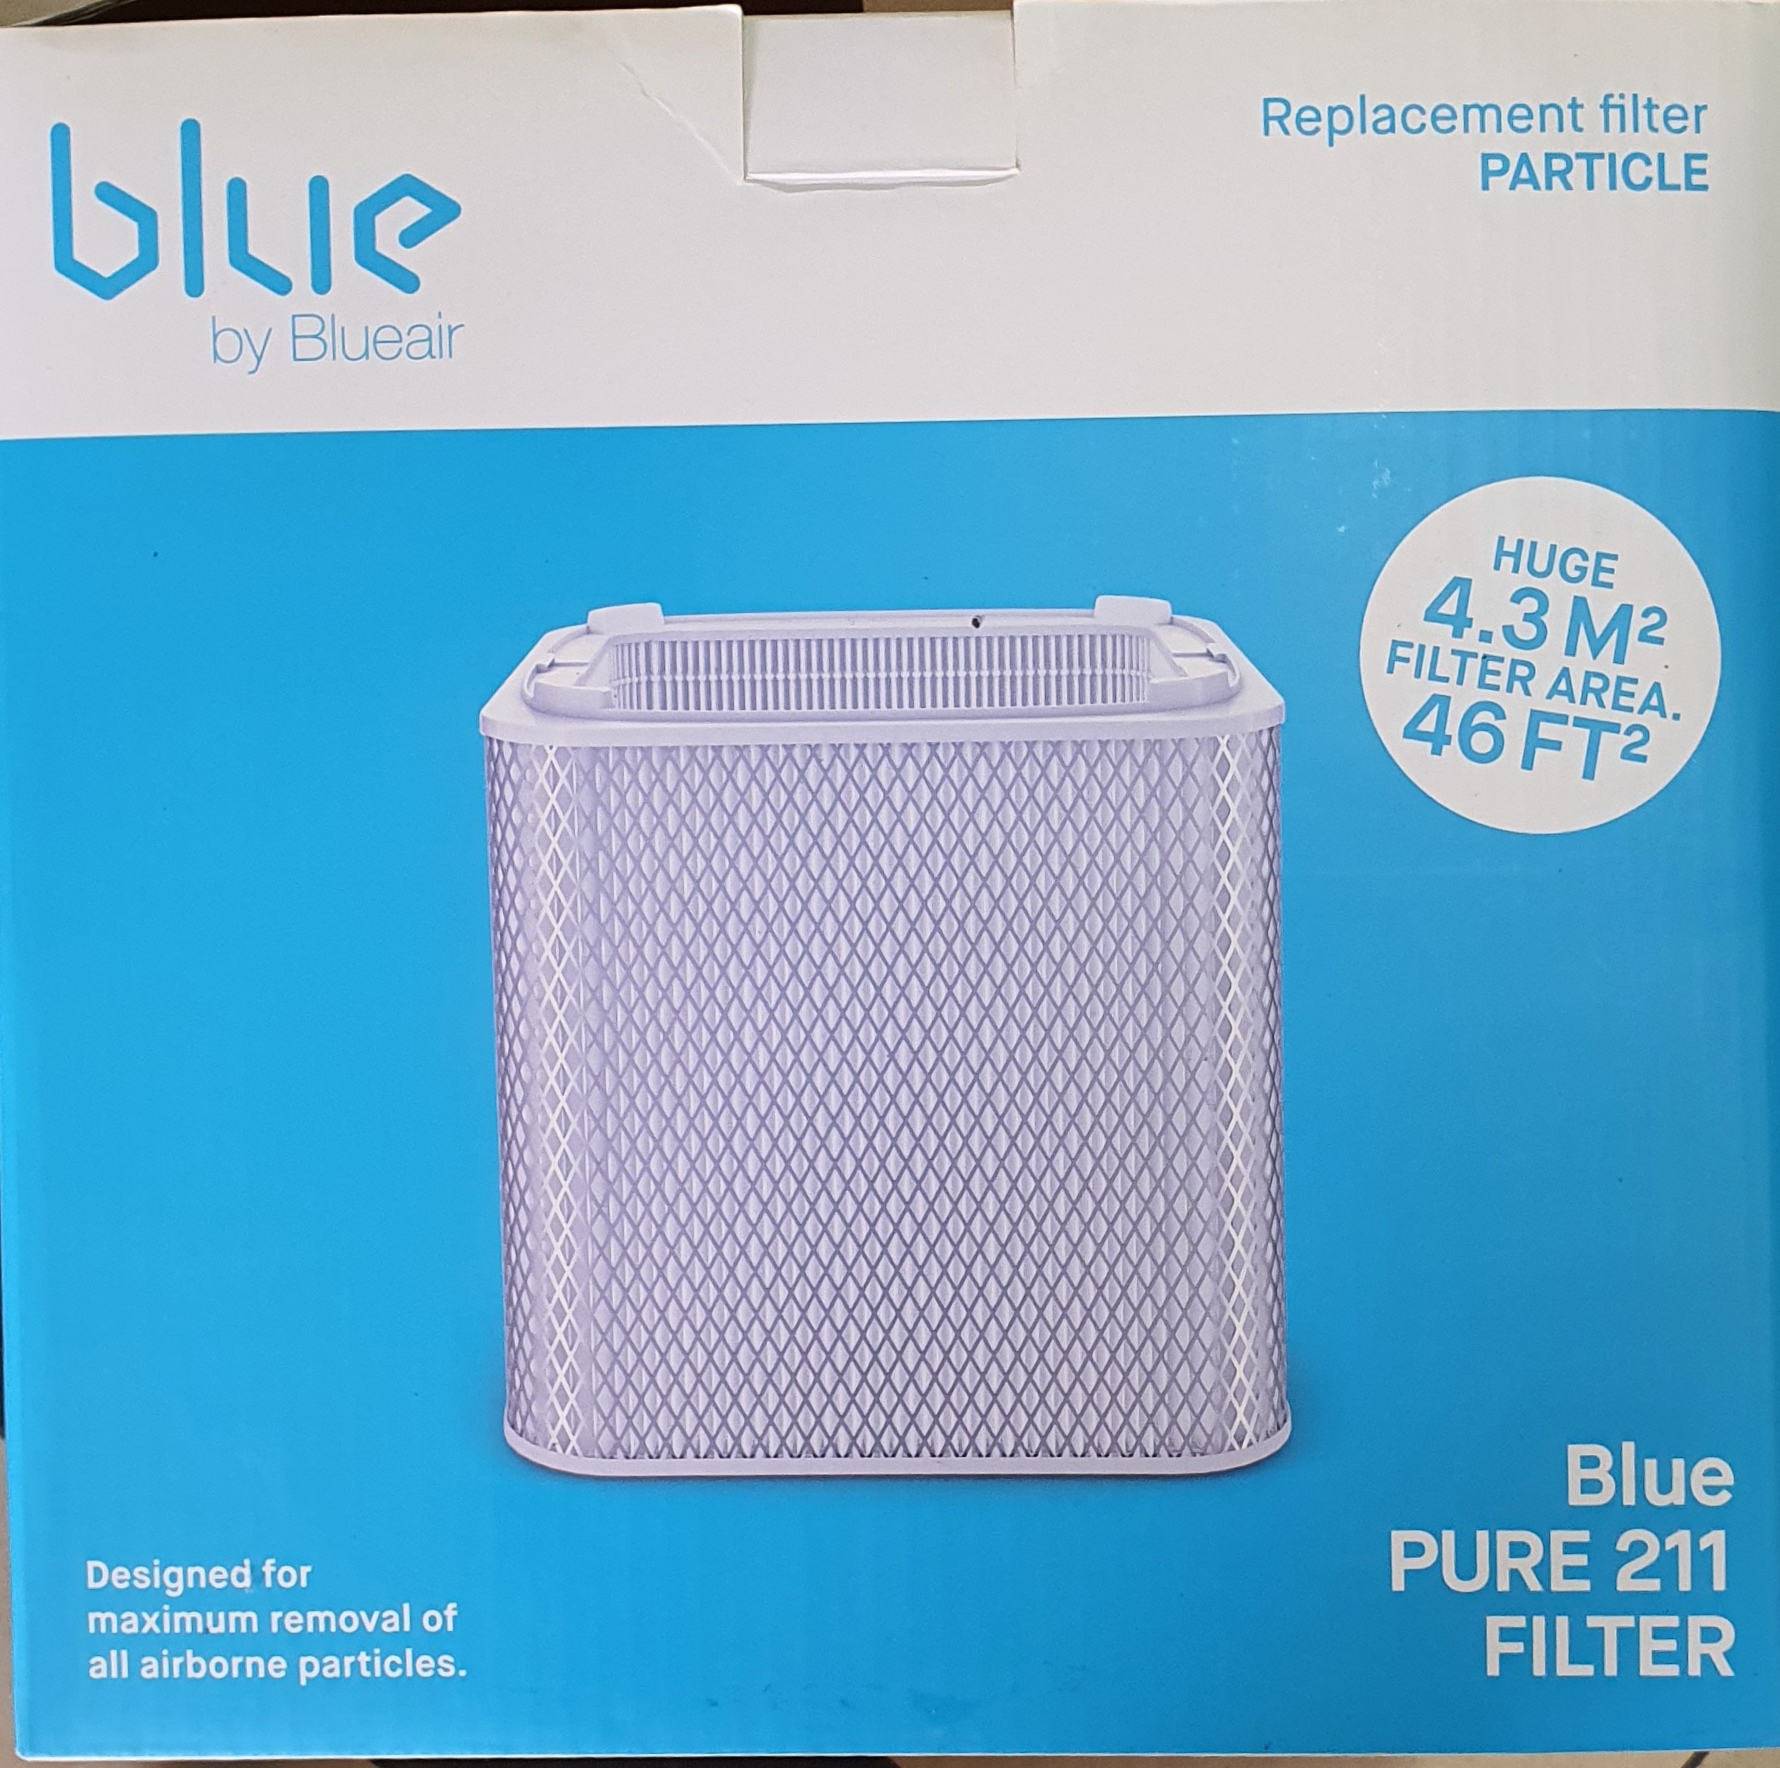 blue
by Blueair
Replacement filter
PARTICLE
HUGE
4.3 M²
FILTER AREA.
46 FT²
Designed for
maximum removal of
all airborne particles.
Blue
PURE 211
FILTER